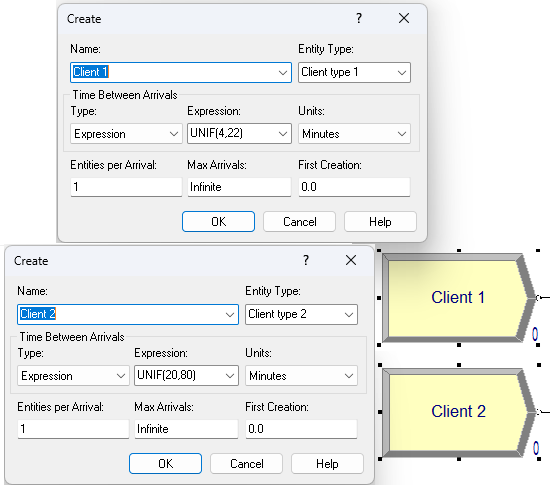 Create ?
Name: Entity Type:
Client 1 Client type 1
Time Between Arrivals
Type: Expression: Units:
Expression UNIF(4,22) Minutes
Entities per Arrival: Max Arrivals: First Creation:
1 Infinite 0.0
OK Cancel Help
Create ?
Name: Entity Type:
Client 2 Client type 2
Time Between Arrivals
Type: Expression: Units:
Expression UNIF(20,80) Minutes
Entities per Arrival: Max Arrivals: First Creation:
1 Infinite 0.0
OK Cancel Help
Client 1
0
Client 2
0